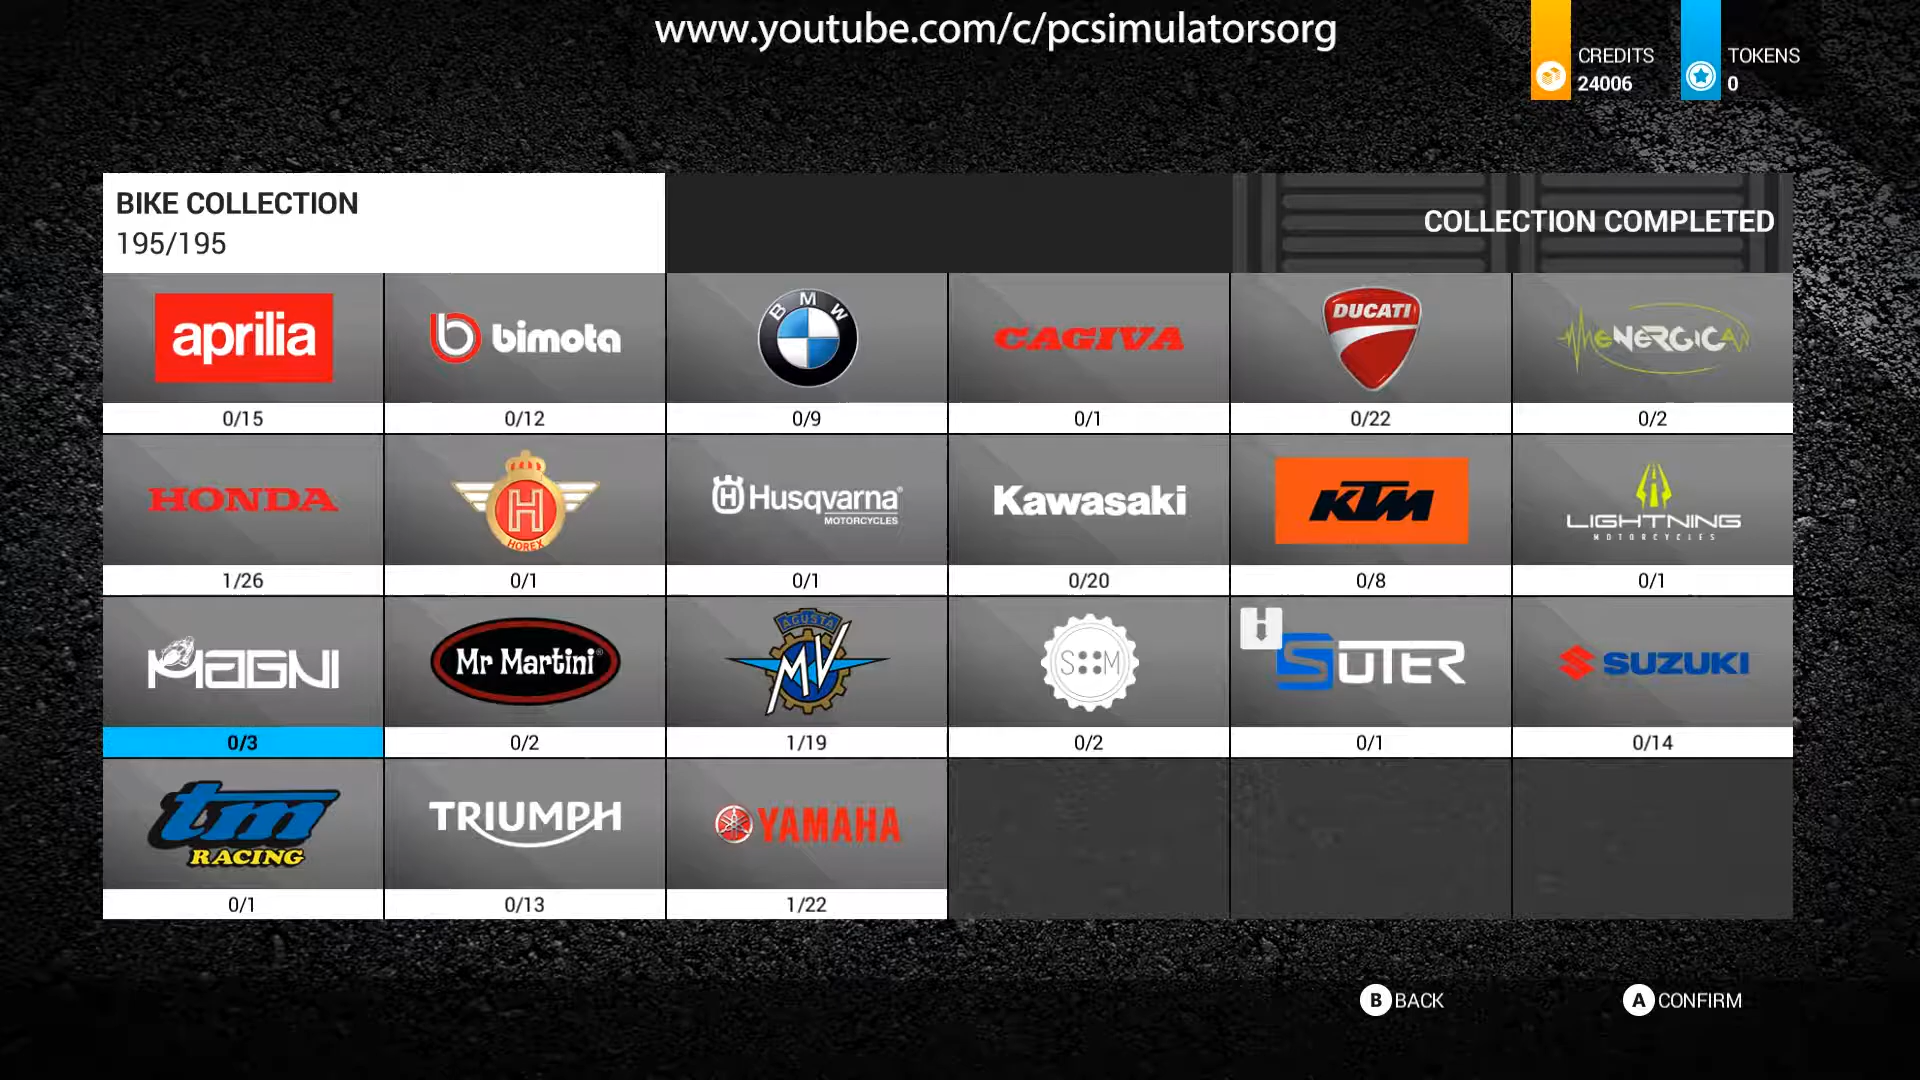 www.youtube.com/c/pcsimulatorsorg
CREDITS
24006
TOKENS
0
BIKE COLLECTION
195/195
COLLECTION COMPLETED
aprilia
bimota
BMW
CAGIVA
DUCATI
eNERGICA
0/15
0/12
0/9
0/1
0/22
0/2
HONDA
H
HOREX
Husqvarna®
MOTORCYCLES
Kawasaki
KTM
LIGHTNING
MOTORCYCLES
1/26
0/1
0/1
0/20
0/8
0/1
MAGNI
Mr Martini®
AGUSTA
MV
S::M
H
SUTER
SUZUKI
0/3
0/2
1/19
0/2
0/1
0/14
tm
RACING
TRIUMPH
YAMAHA
0/1
0/13
1/22
B BACK
A CONFIRM